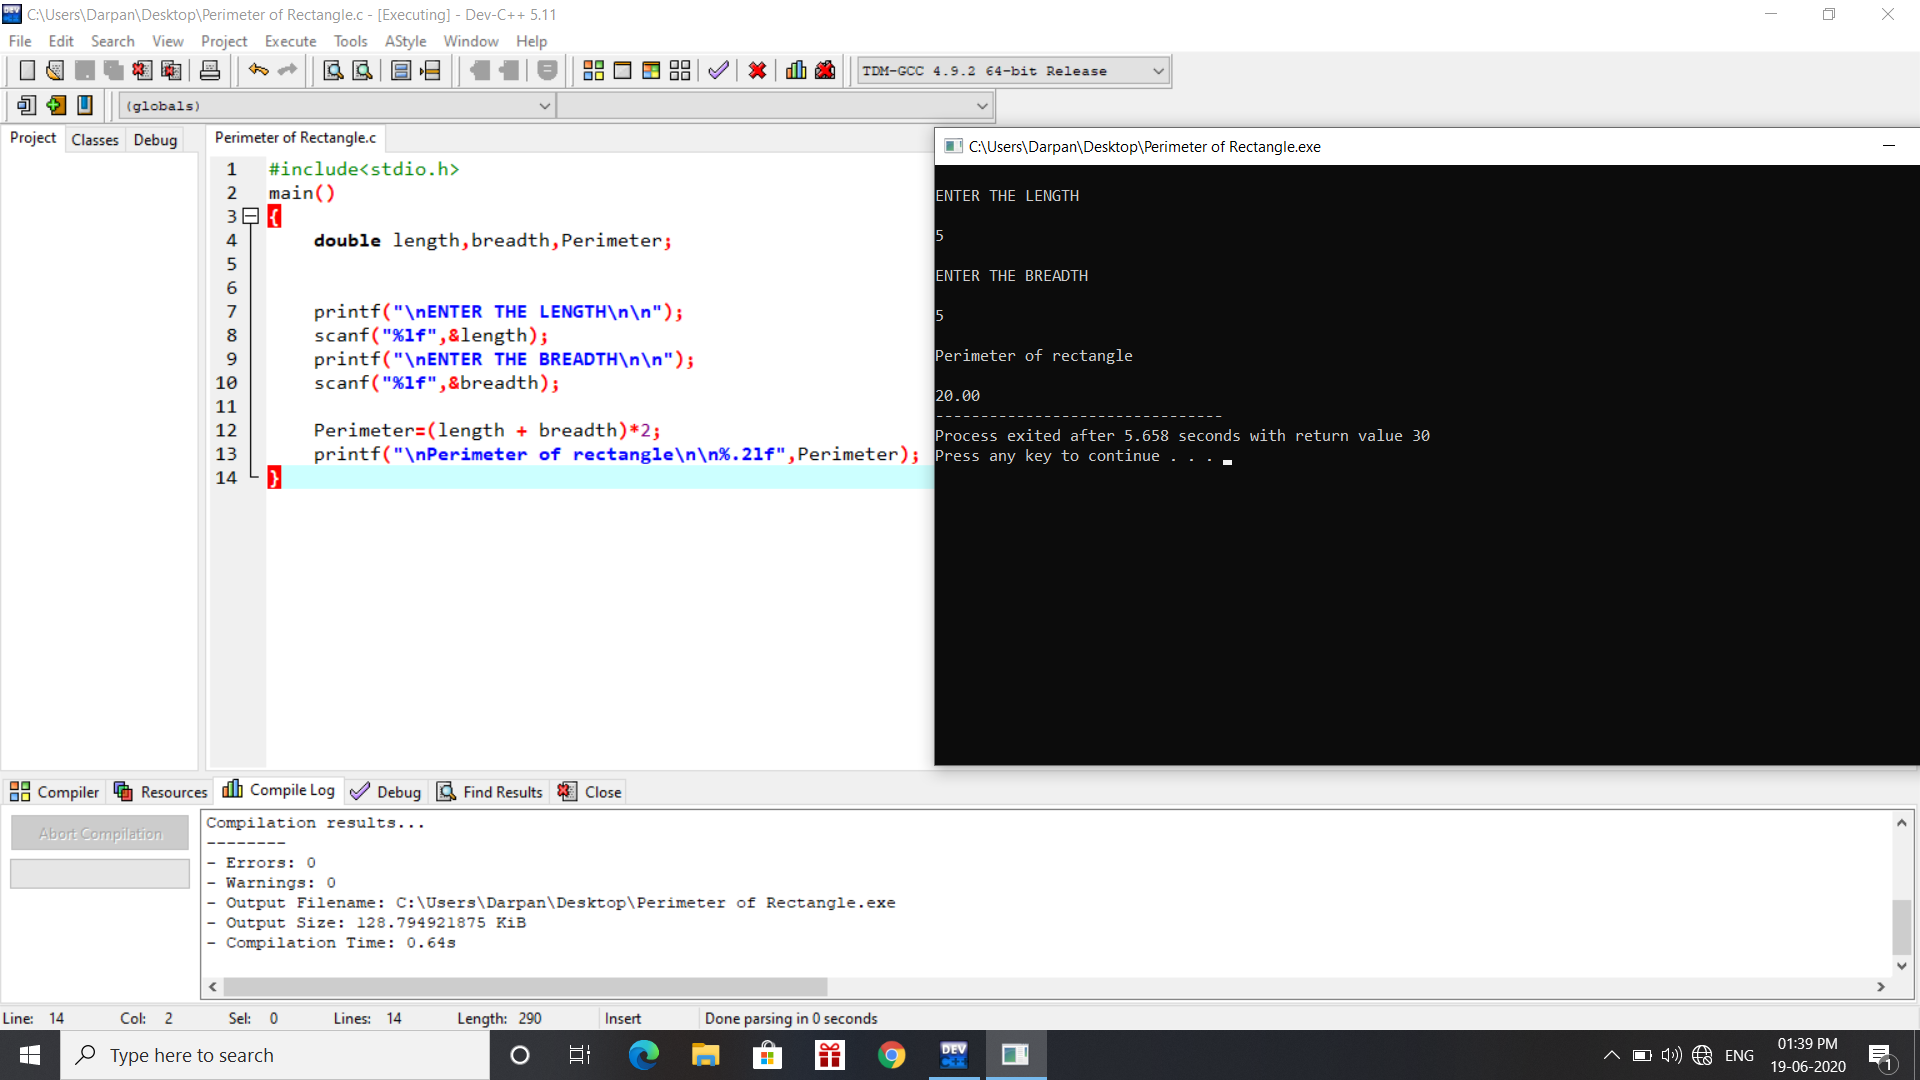 C:\Users\Darpan\Desktop\Perimeter of Rectangle.c - [Executing] - Dev-C++ 5.11
File Edit Search View Project Execute Tools AStyle Window Help
TDM-GCC 4.9.2 64-bit Release
(globals)
Project Classes Debug
Perimeter of Rectangle.c
1 #include<stdio.h>
2 main()
3 {
4 double length,breadth,Perimeter;
5
6
7 printf("\nENTER THE LENGTH\n\n");
8 scanf("%lf",&length);
9 printf("\nENTER THE BREADTH\n\n");
10 scanf("%lf",&breadth);
11
12 Perimeter=(length + breadth)*2;
13 printf("\nPerimeter of rectangle\n\n%.2lf",Perimeter);
14 }
C:\Users\Darpan\Desktop\Perimeter of Rectangle.exe
ENTER THE LENGTH
5
ENTER THE BREADTH
5
Perimeter of rectangle
20.00
--------------------------------
Process exited after 5.658 seconds with return value 30
Press any key to continue . . .
Compiler Resources Compile Log Debug Find Results Close
Abort Compilation
Compilation results...
--------
- Errors: 0
- Warnings: 0
- Output Filename: C:\Users\Darpan\Desktop\Perimeter of Rectangle.exe
- Output Size: 128.794921875 KiB
- Compilation Time: 0.64s
Line: 14 Col: 2 Sel: 0 Lines: 14 Length: 290 Insert Done parsing in 0 seconds
Type here to search
DEV C++
ENG
01:39 PM
19-06-2020
1